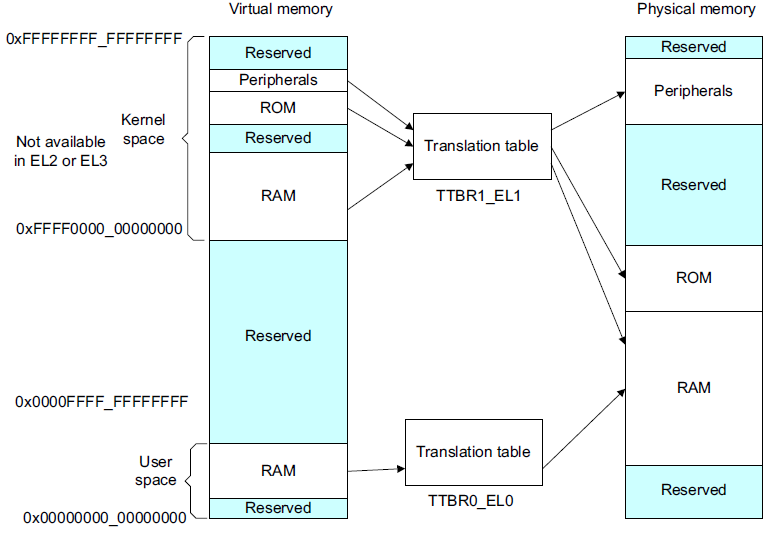 Virtual memory
Physical memory
0xFFFFFFFF_FFFFFFFF
Reserved
Peripherals
ROM
Reserved
RAM
Kernel
space
Not available
in EL2 or EL3
0xFFFF0000_00000000
Reserved
0x0000FFFF_FFFFFFFF
User
space
RAM
Reserved
0x00000000_00000000
Translation table
TTBR1_EL1
Translation table
TTBR0_EL0
Reserved
Peripherals
Reserved
ROM
RAM
Reserved